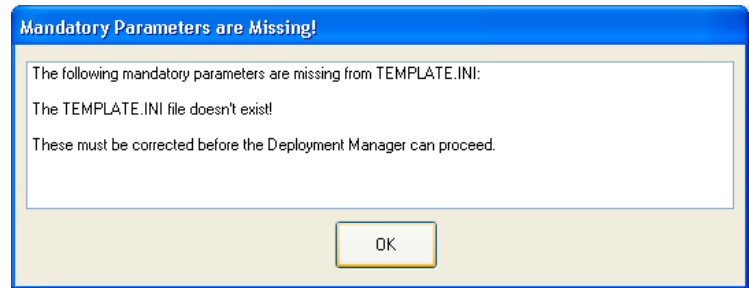 Mandatory Parameters are Missing!
The following mandatory parameters are missing from TEMPLATE.INI:
The TEMPLATE.INI file doesn't exist!
These must be corrected before the Deployment Manager can proceed.
OK